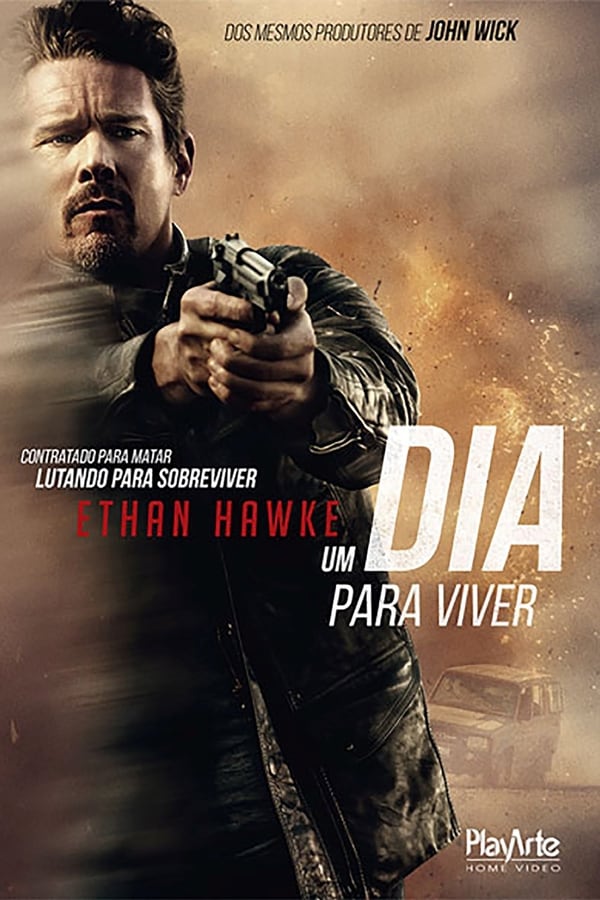 DOS MESMOS PRODUTORES DE JOHN WICK
CONTRATADO PARA MATAR
LUTANDO PARA SOBREVIVER
ETHAN HAWKE
UM DIA
PARA VIVER
PlayArte
HOME VIDEO